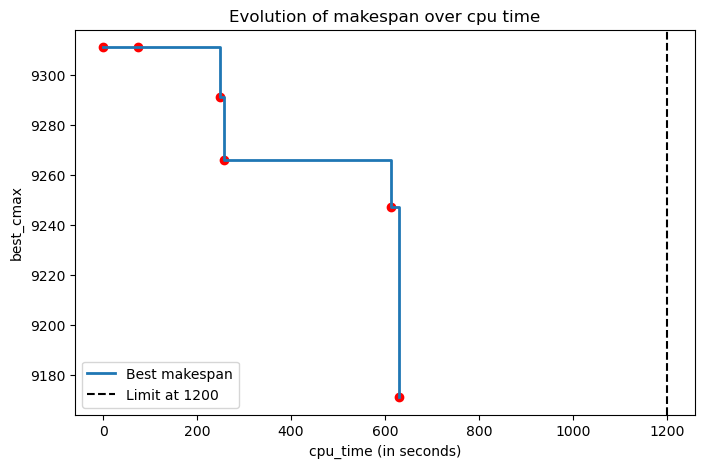 Evolution of makespan over cpu time
best_cmax
9300
9280
9260
9240
9220
9200
9180
Best makespan
Limit at 1200
0 200 400 600 800 1000 1200
cpu_time (in seconds)